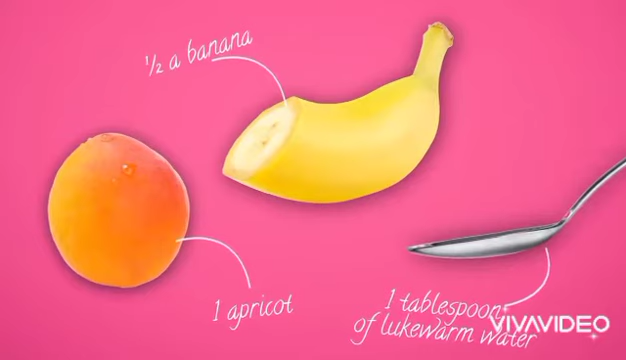 ½ a banana
1 apricot
1 tablespoon
of lukewarm water
VIVAVIDEO